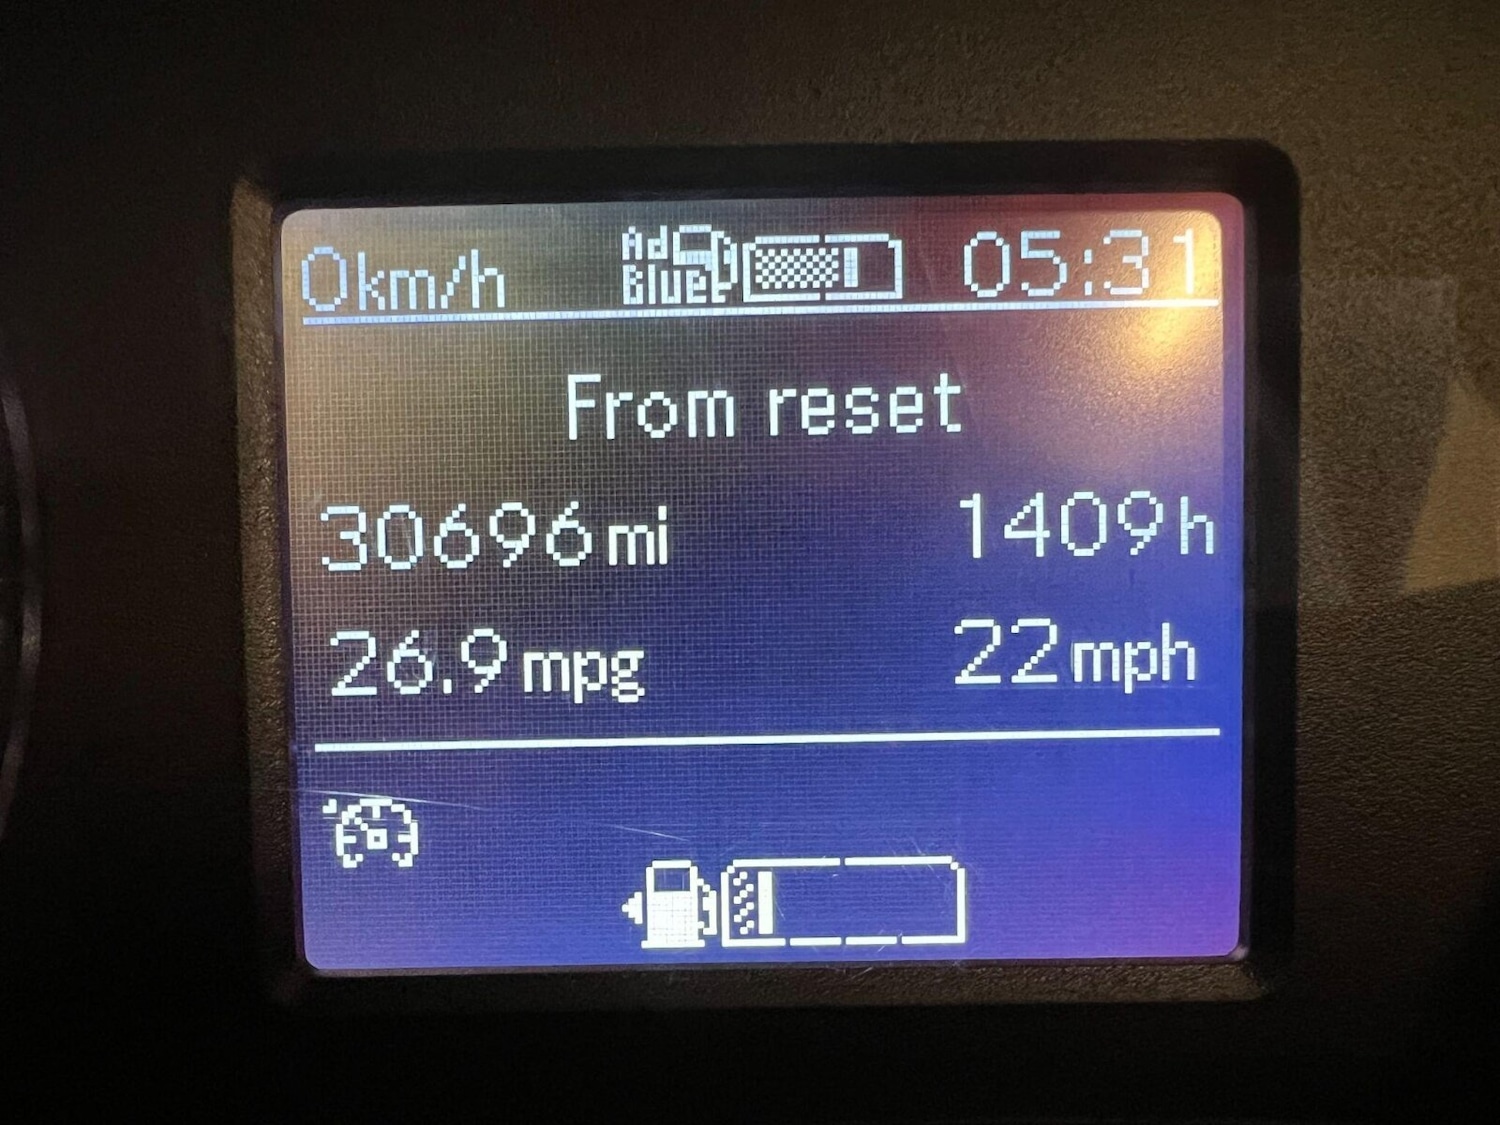 0km/h Ad Blue 05:31
From reset
30696mi 1409h
26.9mpg 22mph